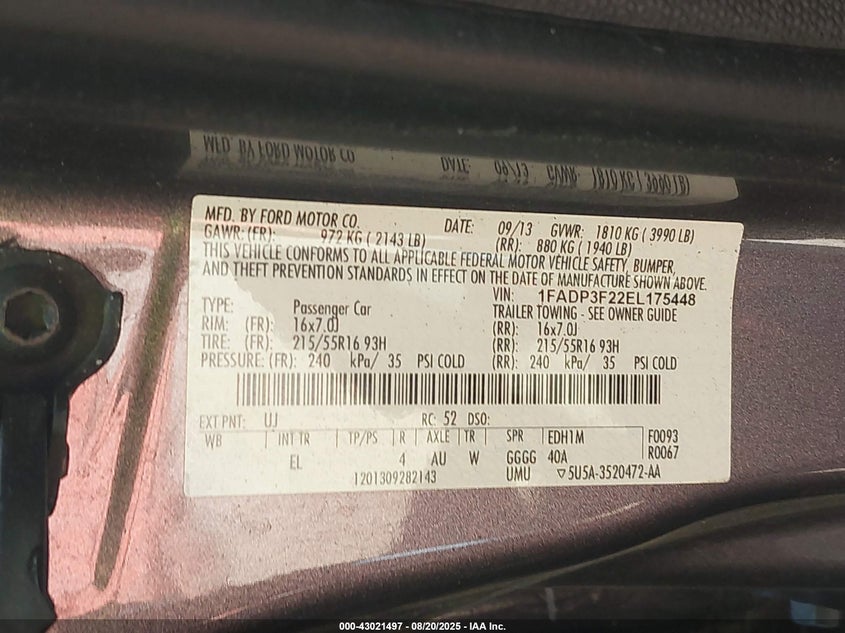 MFD. BY FORD MOTOR CO. DATE: 09/13 GVWR: 1810 KG ( 3990 LB)
GAWR: (FR): 972 KG ( 2143 LB) (RR): 880 KG ( 1940 LB)
THIS VEHICLE CONFORMS TO ALL APPLICABLE FEDERAL MOTOR VEHICLE SAFETY, BUMPER,
AND THEFT PREVENTION STANDARDS IN EFFECT ON THE DATE OF MANUFACTURE SHOWN ABOVE.
VIN: 1FADP3F22EL175448
TYPE: Passenger Car TRAILER TOWING - SEE OWNER GUIDE
RIM: (FR): 16x7.0J (RR): 16x7.0J
TIRE: (FR): 215/55R16 93H (RR): 215/55R16 93H
PRESSURE: (FR): 240 kPa/ 35 PSI COLD (RR): 240 kPa/ 35 PSI COLD
EXT PNT: UJ RC: 52 DSO:
WB INT TR TP/PS R AXLE TR SPR EDH1M F0093
EL 4 AU W GGGG 40A R0067
1201309282143 UMU ▽5U5A-3520472-AA
000-43021497 - 08/20/2025 - IAA Inc.